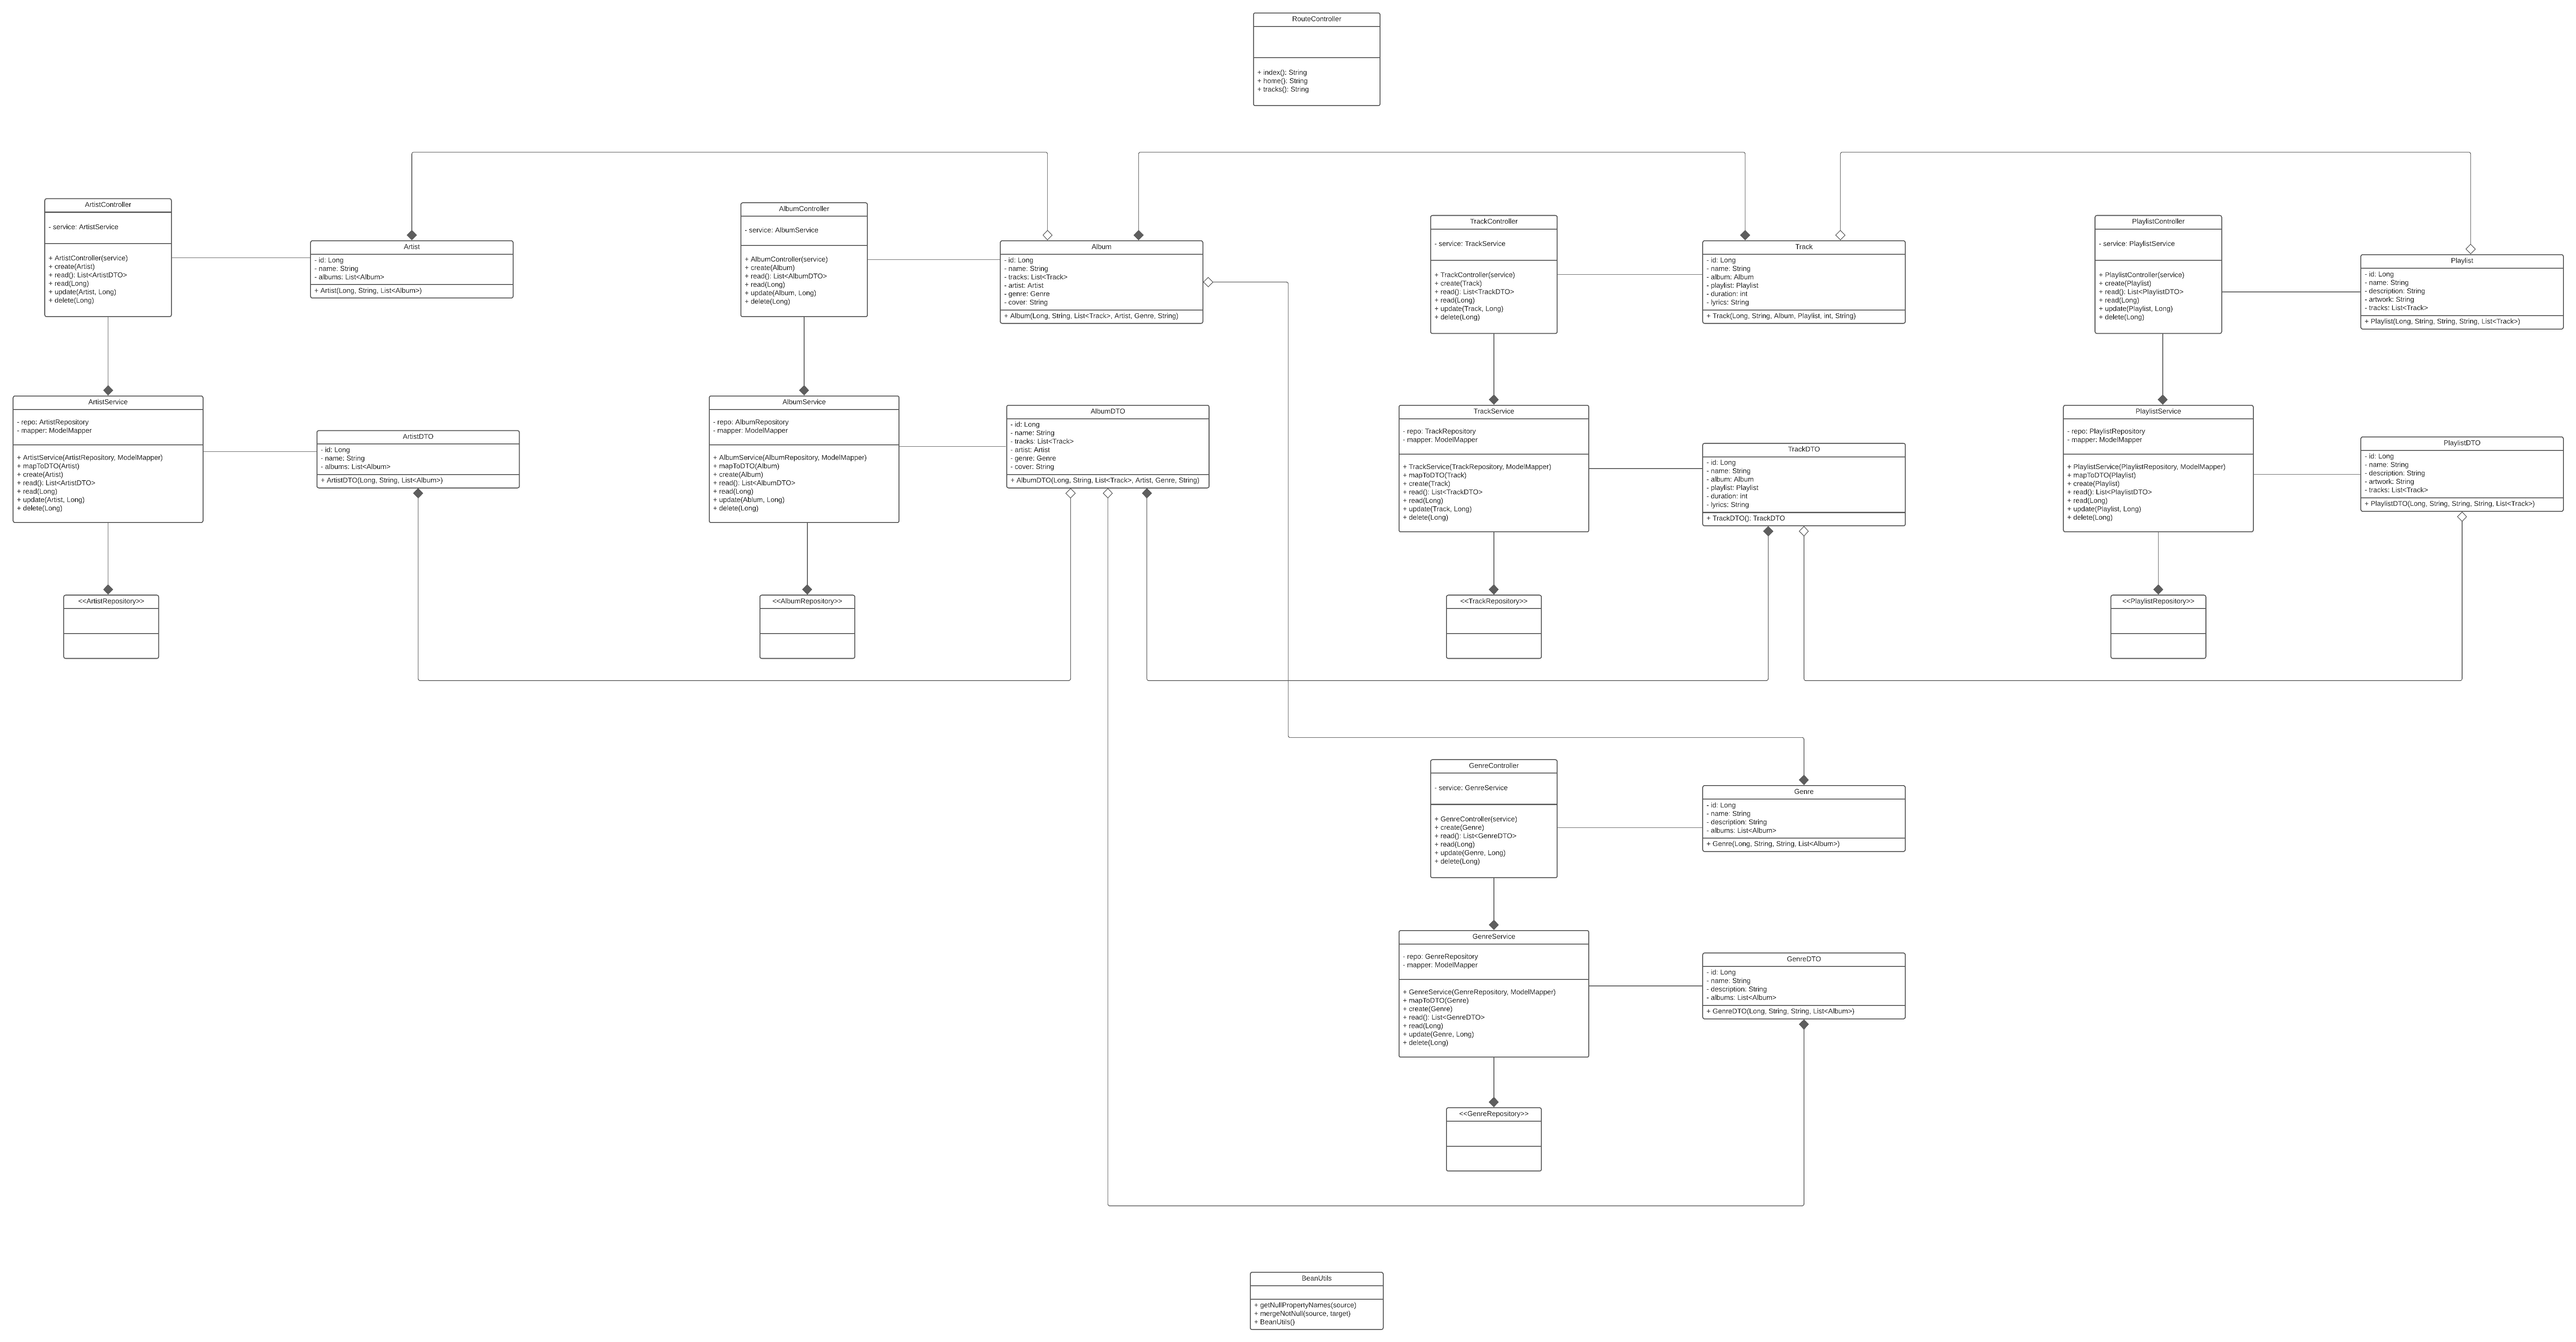 RouteController
+ index(): String
+ home(): String
+ tracks(): String
ArtistController
- service: ArtistService
+ ArtistController(service)
+ create(Artist)
+ read(): List<ArtistDTO>
+ read(Long)
+ update(Artist, Long)
+ delete(Long)
Artist
- id: Long
- name: String
- albums: List<Album>
+ Artist(Long, String, List<Album>)
AlbumController
- service: AlbumService
+ AlbumController(service)
+ create(Album)
+ read(): List<AlbumDTO>
+ read(Long)
+ update(Album, Long)
+ delete(Long)
Album
- id: Long
- name: String
- tracks: List<Track>
- artist: Artist
- genre: Genre
- cover: String
+ Album(Long, String, List<Track>, Artist, Genre, String)
TrackController
- service: TrackService
+ TrackController(service)
+ create(Track)
+ read(): List<TrackDTO>
+ read(Long)
+ update(Track, Long)
+ delete(Long)
Track
- id: Long
- name: String
- album: Album
- playlist: Playlist
- duration: int
- lyrics: String
+ Track(Long, String, Album, Playlist, int, String)
PlaylistController
- service: PlaylistService
+ PlaylistController(service)
+ create(Playlist)
+ read(): List<PlaylistDTO>
+ read(Long)
+ update(Playlist, Long)
+ delete(Long)
Playlist
- id: Long
- name: String
- description: String
- artwork: String
- tracks: List<Track>
+ Playlist(Long, String, String, String, List<Track>)
ArtistService
- repo: ArtistRepository
- mapper: ModelMapper
+ ArtistService(ArtistRepository, ModelMapper)
+ mapToDTO(Artist)
+ create(Artist)
+ read(): List<ArtistDTO>
+ read(Long)
+ update(Artist, Long)
+ delete(Long)
ArtistDTO
- id: Long
- name: String
- albums: List<Album>
+ ArtistDTO(Long, String, List<Album>)
AlbumService
- repo: AlbumRepository
- mapper: ModelMapper
+ AlbumService(AlbumRepository, ModelMapper)
+ mapToDTO(Album)
+ create(Album)
+ read(): List<AlbumDTO>
+ read(Long)
+ update(Ablum, Long)
+ delete(Long)
AlbumDTO
- id: Long
- name: String
- tracks: List<Track>
- artist: Artist
- genre: Genre
- cover: String
+ AlbumDTO(Long, String, List<Track>, Artist, Genre, String)
TrackService
- repo: TrackRepository
- mapper: ModelMapper
+ TrackService(TrackRepository, ModelMapper)
+ mapToDTO(Track)
+ create(Track)
+ read(): List<TrackDTO>
+ read(Long)
+ update(Track, Long)
+ delete(Long)
TrackDTO
- id: Long
- name: String
- album: Album
- playlist: Playlist
- duration: int
- lyrics: String
+ TrackDTO(): TrackDTO
PlaylistService
- repo: PlaylistRepository
- mapper: ModelMapper
+ PlaylistService(PlaylistRepository, ModelMapper)
+ mapToDTO(Playlist)
+ create(Playlist)
+ read(): List<PlaylistDTO>
+ read(Long)
+ update(Playlist, Long)
+ delete(Long)
PlaylistDTO
- id: Long
- name: String
- description: String
- artwork: String
- tracks: List<Track>
+ PlaylistDTO(Long, String, String, String, List<Track>)
<<ArtistRepository>>
<<AlbumRepository>>
<<TrackRepository>>
<<PlaylistRepository>>
GenreController
- service: GenreService
+ GenreController(service)
+ create(Genre)
+ read(): List<GenreDTO>
+ read(Long)
+ update(Genre, Long)
+ delete(Long)
Genre
- id: Long
- name: String
- description: String
- albums: List<Album>
+ Genre(Long, String, String, List<Album>)
GenreService
- repo: GenreRepository
- mapper: ModelMapper
+ GenreService(GenreRepository, ModelMapper)
+ mapToDTO(Genre)
+ create(Genre)
+ read(): List<GenreDTO>
+ read(Long)
+ update(Genre, Long)
+ delete(Long)
GenreDTO
- id: Long
- name: String
- description: String
- albums: List<Album>
+ GenreDTO(Long, String, String, List<Album>)
<<GenreRepository>>
BeanUtils
+ getNullPropertyNames(source)
+ mergeNotNull(source, target)
+ BeanUtils()